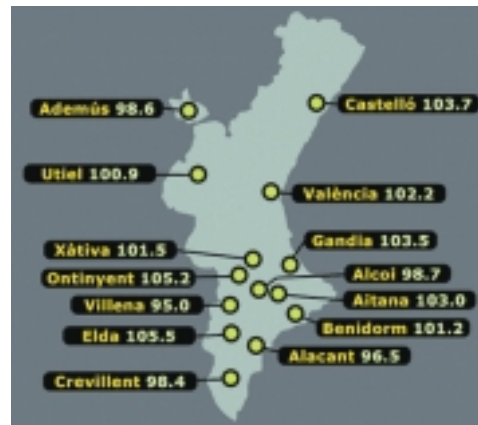 Ademús 98.6
Castelló 103.7
Utiel 100.9
València 102.2
Gandia 103.5
Xàtiva 101.5
Alcoi 98.7
Ontinyent 105.2
Aitana 103.0
Villena 95.0
Benidorm 101.2
Elda 105.5
Alacant 96.5
Crevillent 98.4